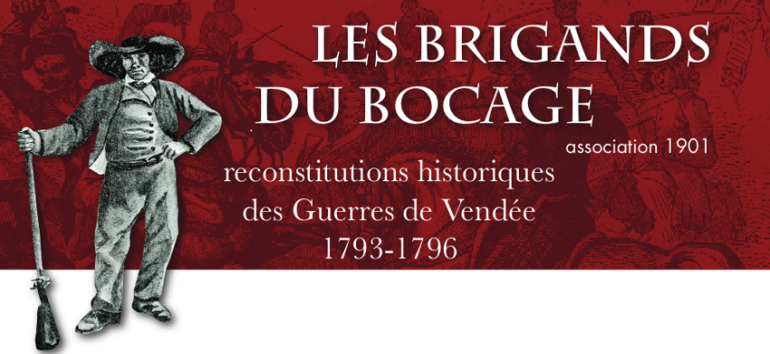 LES BRIGANDS
DU BOCAGE
association 1901
reconstitutions historiques
des Guerres de Vendée
1793-1796